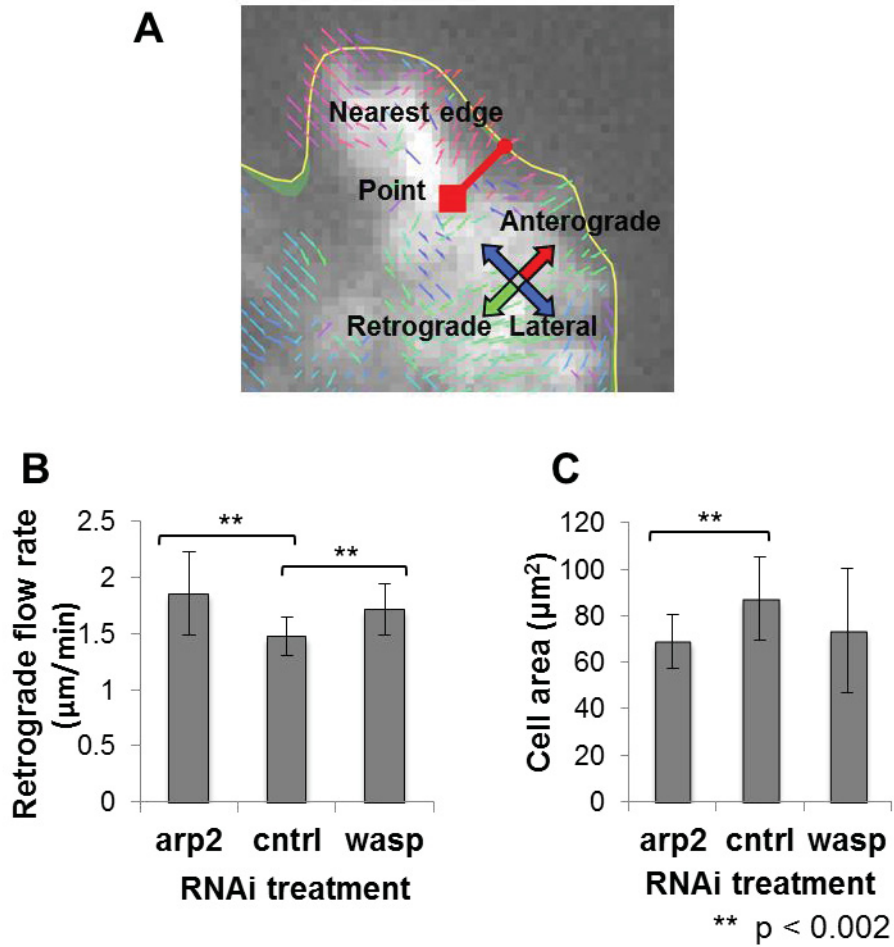 A
Nearest edge
Point
Anterograde
Retrograde Lateral
B
Retrograde flow rate
(µm/min)
2.5
2
1.5
1
0.5
0
**
**
arp2 cntrl wasp
RNAi treatment
C
Cell area (µm²)
120
100
80
60
40
20
0
**
arp2 cntrl wasp
RNAi treatment
** p < 0.002